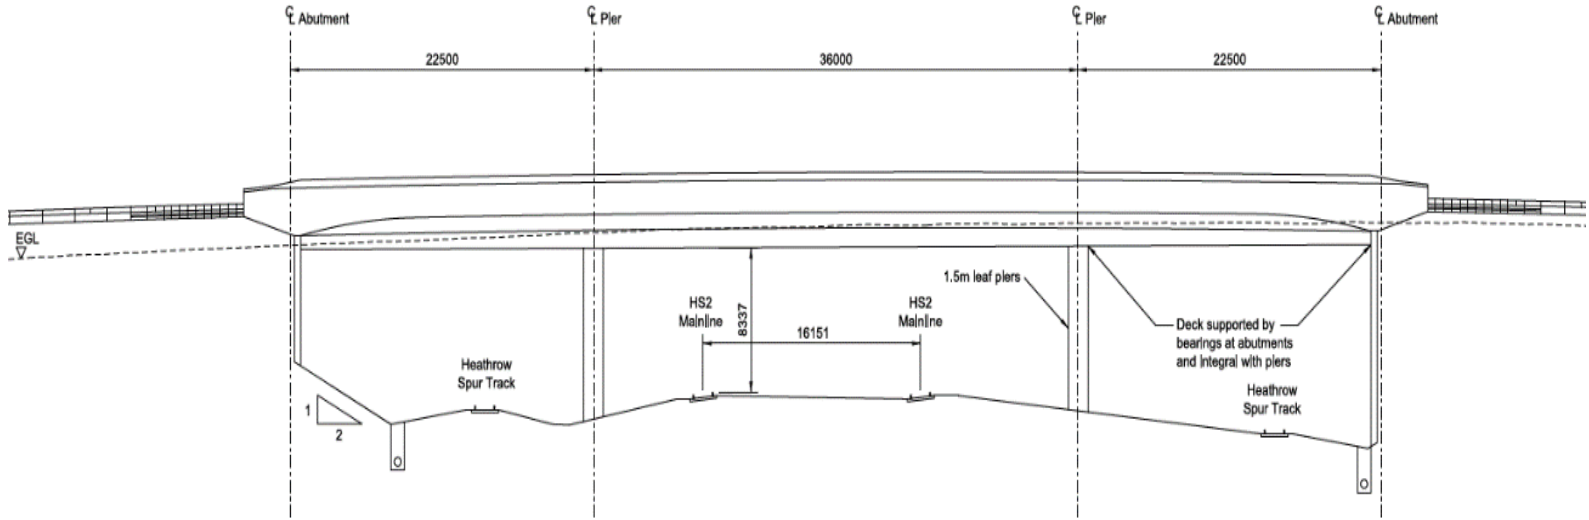 ℄ Abutment
℄ Pier
℄ Pier
℄ Abutment
22500
36000
22500
EGL
1.5m leaf piers
HS2
Mainline
HS2
Mainline
8337
16151
Deck supported by
bearings at abutments
and integral with piers
Heathrow
Spur Track
Heathrow
Spur Track
1
2